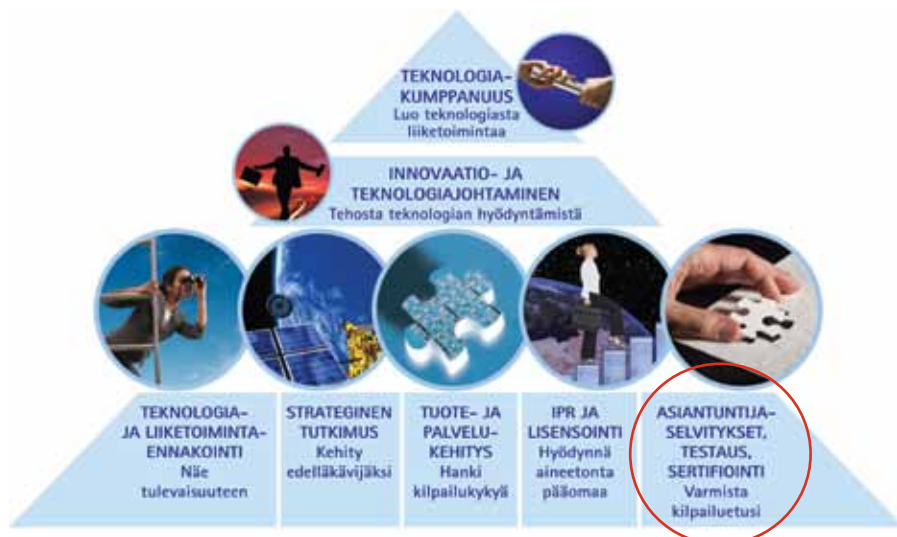 TEKNOLOGIA-
KUMPPANUUS
Luo teknologiasta
liiketoimintaa
INNOVAATIO- JA
TEKNOLOGIAJOHTAMINEN
Tehosta teknologian hyödyntämistä
TEKNOLOGIA-
JA LIIKETOIMINTA-
ENNAKOINTI
Näe
tulevaisuuteen
STRATEGINEN
TUTKIMUS
Kehity
edelläkävijäksi
TUOTE- JA
PALVELU-
KEHITYS
Hanki
kilpailukykyä
IPR JA
LISENSOINTI
Hyödynnä
aineetonta
pääomaa
ASIANTUNTIJA-
SELVITYKSET,
TESTAUS,
SERTIFIOINTI
Varmista
kilpailuetusi